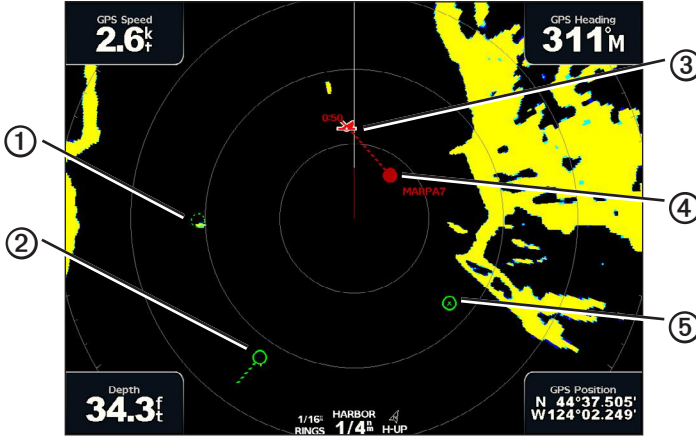 GPS Speed
2.6kt
GPS Heading
311°M
①
②
③
④
⑤
0:50
MARPA7
Depth
34.3ft
1/16nm HARBOR
RINGS 1/4nm H-UP
GPS Position
N 44°37.505'
W124°02.249'